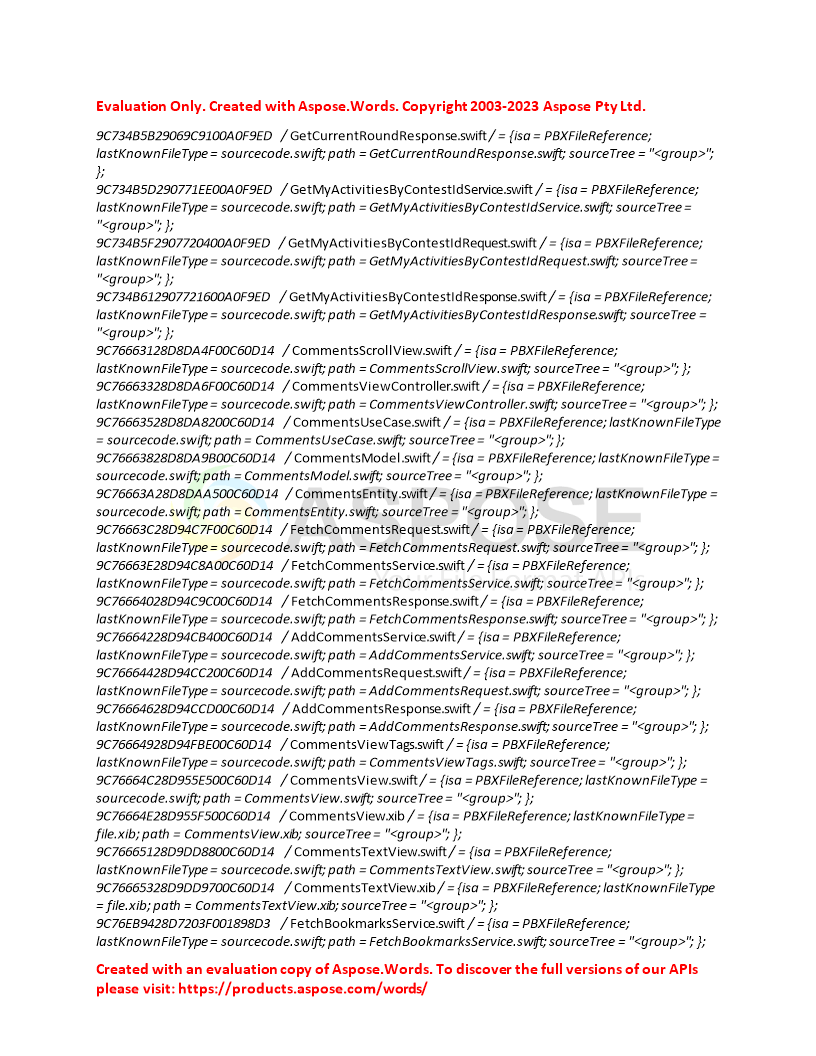 Evaluation Only. Created with Aspose.Words. Copyright 2003-2023 Aspose Pty Ltd.
9C734B5B29069C9100A0F9ED / GetCurrentRoundResponse.swift / = {isa = PBXFileReference;
lastKnownFileType = sourcecode.swift; path = GetCurrentRoundResponse.swift; sourceTree = "<group>";
};
9C734B5D290771EE00A0F9ED / GetMyActivitiesByContestIdService.swift / = {isa = PBXFileReference;
lastKnownFileType = sourcecode.swift; path = GetMyActivitiesByContestIdService.swift; sourceTree =
"<group>"; };
9C734B5F2907720400A0F9ED / GetMyActivitiesByContestIdRequest.swift / = {isa = PBXFileReference;
lastKnownFileType = sourcecode.swift; path = GetMyActivitiesByContestIdRequest.swift; sourceTree =
"<group>"; };
9C734B612907721600A0F9ED / GetMyActivitiesByContestIdResponse.swift / = {isa = PBXFileReference;
lastKnownFileType = sourcecode.swift; path = GetMyActivitiesByContestIdResponse.swift; sourceTree =
"<group>"; };
9C76663128D8DA4F00C60D14 / CommentsScrollView.swift / = {isa = PBXFileReference;
lastKnownFileType = sourcecode.swift; path = CommentsScrollView.swift; sourceTree = "<group>"; };
9C76663328D8DA6F00C60D14 / CommentsViewController.swift / = {isa = PBXFileReference;
lastKnownFileType = sourcecode.swift; path = CommentsViewController.swift; sourceTree = "<group>"; };
9C76663528D8DA8200C60D14 / CommentsUseCase.swift / = {isa = PBXFileReference; lastKnownFileType
= sourcecode.swift; path = CommentsUseCase.swift; sourceTree = "<group>"; };
9C76663828D8DA9B00C60D14 / CommentsModel.swift / = {isa = PBXFileReference; lastKnownFileType =
sourcecode.swift; path = CommentsModel.swift; sourceTree = "<group>"; };
9C76663A28D8DAA500C60D14 / CommentsEntity.swift / = {isa = PBXFileReference; lastKnownFileType =
sourcecode.swift; path = CommentsEntity.swift; sourceTree = "<group>"; };
9C76663C28D94C7F00C60D14 / FetchCommentsRequest.swift / = {isa = PBXFileReference;
lastKnownFileType = sourcecode.swift; path = FetchCommentsRequest.swift; sourceTree = "<group>"; };
9C76663E28D94C8A00C60D14 / FetchCommentsService.swift / = {isa = PBXFileReference;
lastKnownFileType = sourcecode.swift; path = FetchCommentsService.swift; sourceTree = "<group>"; };
9C76664028D94C9C00C60D14 / FetchCommentsResponse.swift / = {isa = PBXFileReference;
lastKnownFileType = sourcecode.swift; path = FetchCommentsResponse.swift; sourceTree = "<group>"; };
9C76664228D94CB400C60D14 / AddCommentsService.swift / = {isa = PBXFileReference;
lastKnownFileType = sourcecode.swift; path = AddCommentsService.swift; sourceTree = "<group>"; };
9C76664428D94CC200C60D14 / AddCommentsRequest.swift / = {isa = PBXFileReference;
lastKnownFileType = sourcecode.swift; path = AddCommentsRequest.swift; sourceTree = "<group>"; };
9C76664628D94CCD00C60D14 / AddCommentsResponse.swift / = {isa = PBXFileReference;
lastKnownFileType = sourcecode.swift; path = AddCommentsResponse.swift; sourceTree = "<group>"; };
9C76664928D94FBE00C60D14 / CommentsViewTags.swift / = {isa = PBXFileReference;
lastKnownFileType = sourcecode.swift; path = CommentsViewTags.swift; sourceTree = "<group>"; };
9C76664C28D955E500C60D14 / CommentsView.swift / = {isa = PBXFileReference; lastKnownFileType =
sourcecode.swift; path = CommentsView.swift; sourceTree = "<group>"; };
9C76664E28D955F500C60D14 / CommentsView.xib / = {isa = PBXFileReference; lastKnownFileType =
file.xib; path = CommentsView.xib; sourceTree = "<group>"; };
9C76665128D9DD8800C60D14 / CommentsTextView.swift / = {isa = PBXFileReference;
lastKnownFileType = sourcecode.swift; path = CommentsTextView.swift; sourceTree = "<group>"; };
9C76665328D9DD9700C60D14 / CommentsTextView.xib / = {isa = PBXFileReference; lastKnownFileType
= file.xib; path = CommentsTextView.xib; sourceTree = "<group>"; };
9C76EB9428D7203F001898D3 / FetchBookmarksService.swift / = {isa = PBXFileReference;
lastKnownFileType = sourcecode.swift; path = FetchBookmarksService.swift; sourceTree = "<group>"; };
Created with an evaluation copy of Aspose.Words. To discover the full versions of our APIs
please visit: https://products.aspose.com/words/
ASPOSE